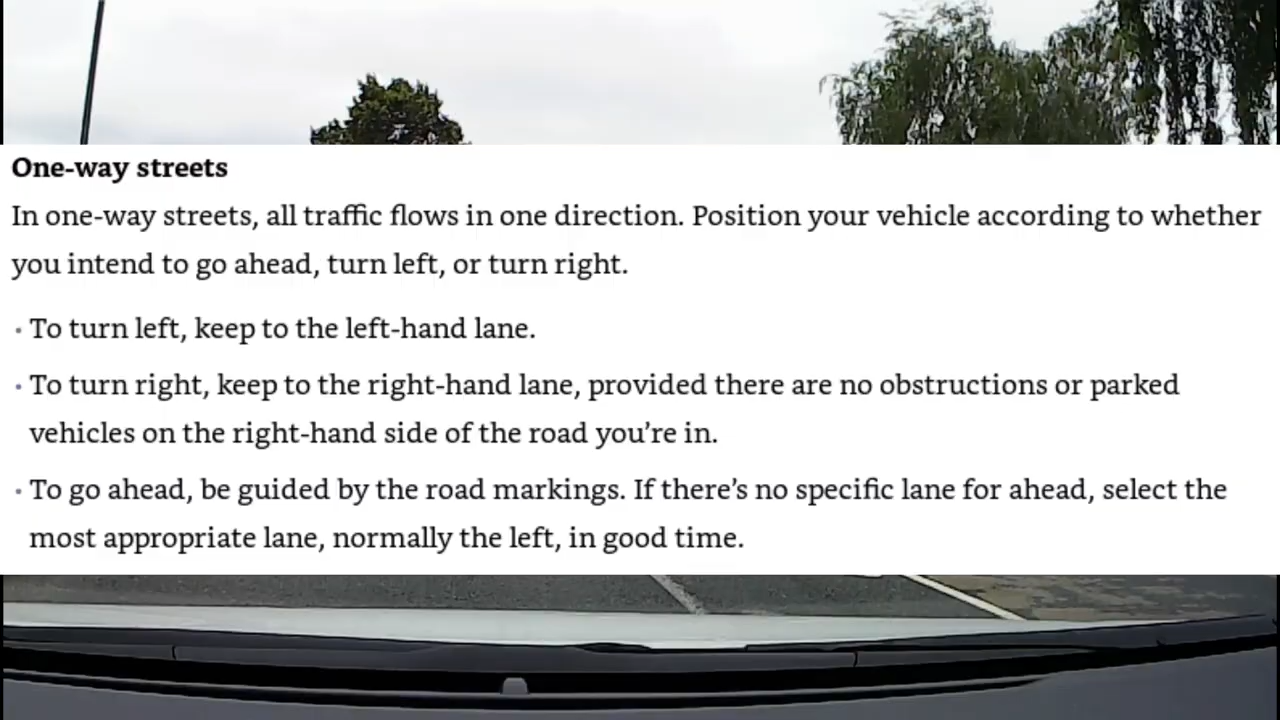 One-way streets
In one-way streets, all traffic flows in one direction. Position your vehicle according to whether
you intend to go ahead, turn left, or turn right.
· To turn left, keep to the left-hand lane.
· To turn right, keep to the right-hand lane, provided there are no obstructions or parked
vehicles on the right-hand side of the road you’re in.
· To go ahead, be guided by the road markings. If there’s no specific lane for ahead, select the
most appropriate lane, normally the left, in good time.